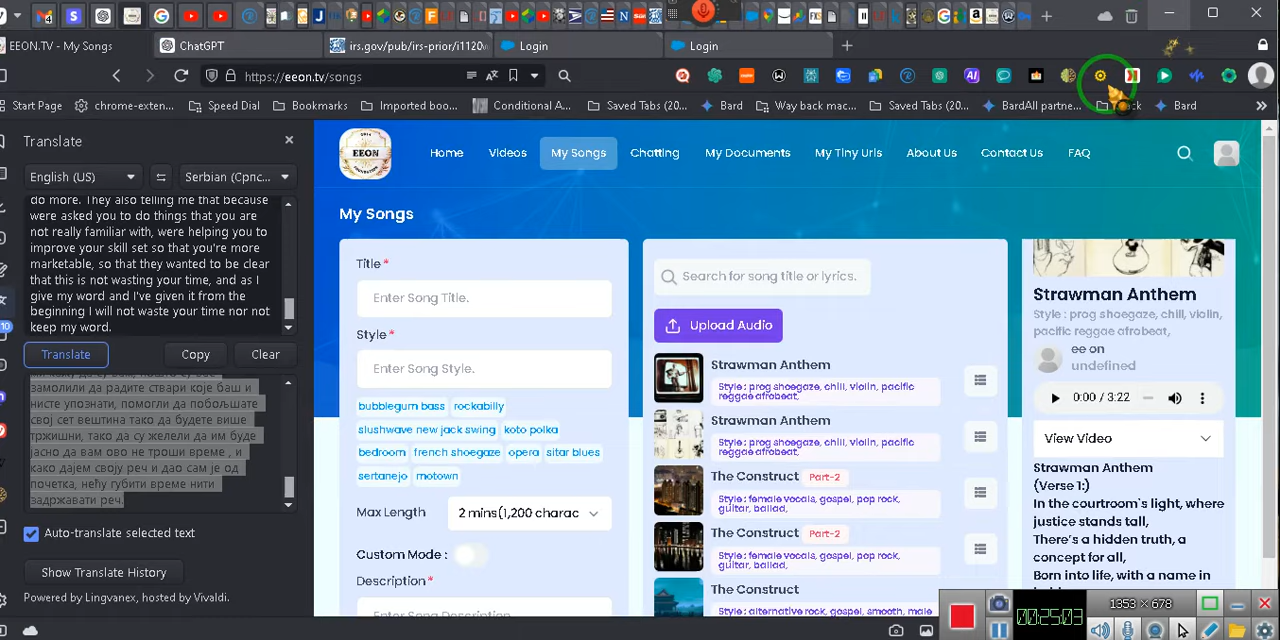 EEON.TV - My Songs
ChatGPT
irs.gov/pub/irs-prior/i1120
Login
Login
https://eeon.tv/songs
Start Page
chrome-exten...
Speed Dial
Bookmarks
Imported boo...
Conditional A...
Saved Tabs (20...
Bard
Way back mac...
Saved Tabs (20...
BardAll partne...
Bard
Translate
English (US)
Serbian (Српс...
do more. They also telling me that because
were asked you to do things that you are
not really familiar with, were helping you to
improve your skill set so that you're more
marketable, so that they wanted to be clear
that this is not wasting your time, and as I
give my word and I've given it from the
beginning I will not waste your time nor not
keep my word.
Translate
Copy
Clear
замолили да радите ствари које баш и
нисте упознати, помогли да побољшате
свој сет вештина тако да будете више
тржишни, тако да су желели да им буде
јасно да вам ово не троши време , и
како дајем своју реч и дао сам је од
почетка, нећу губити време нити
задржавати реч.
Auto-translate selected text
Show Translate History
Powered by Lingvanex, hosted by Vivaldi.
EEON
Home
Videos
My Songs
Chatting
My Documents
My Tiny Urls
About Us
Contact Us
FAQ
My Songs
Title *
Enter Song Title.
Style *
Enter Song Style.
bubblegum bass
rockabilly
slushwave new jack swing
koto polka
bedroom
french shoegaze
opera
sitar blues
sertanejo
motown
Max Length
2 mins(1,200 charac
Custom Mode :
Description *
Enter Song Description
Search for song title or lyrics.
Upload Audio
Strawman Anthem
Style : prog shoegaze, chill, violin, pacific
reggae afrobeat,
Strawman Anthem
Style : prog shoegaze, chill, violin, pacific
reggae afrobeat,
The Construct Part-2
Style : female vocals, gospel, pop rock,
guitar, ballad,
The Construct Part-2
Style : female vocals, gospel, pop rock,
guitar, ballad,
The Construct
Style : alternative rock, gospel, smooth, male
Strawman Anthem
Style : prog shoegaze, chill, violin,
pacific reggae afrobeat,
ee on
undefined
0:00 / 3:22
View Video
Strawman Anthem
(Verse 1:)
In the courtroom's light, where
justice stands tall,
There's a hidden truth, a
concept for all,
Born into life, with a name in
00:25:03
1353 × 678